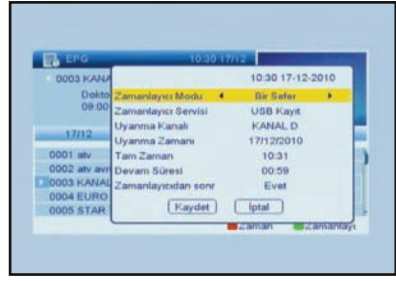 EPG 10:30 17/12
0003 KANA
10:30 17-12-2010
Dokto
09:00
Zamanlayıcı Modu Bir Sefer
Zamanlayıcı Servisi USB Kayıt
Uyanma Kanalı KANAL D
Uyanma Zamanı 17/12/2010
Tam Zaman 10:31
Devam Süresi 00:59
Zamanlayıcıdan sonr Evet
Kaydet İptal
17/12
0001 atv
0002 atv avr
0003 KANAL
0004 EURO
0005 STAR
Zaman Zamanlayı